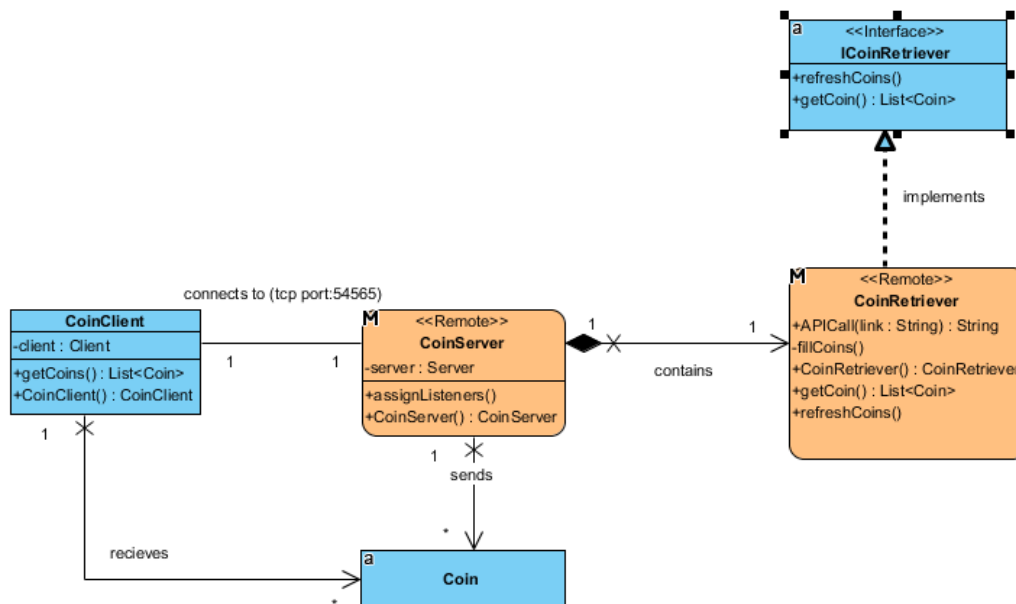 a
<<Interface>>
ICoinRetriever
+refreshCoins()
+getCoin() : List<Coin>
implements
connects to (tcp port:54565)
CoinClient
-client : Client
+getCoins() : List<Coin>
+CoinClient() : CoinClient
1
1
M
<<Remote>>
CoinServer
-server : Server
+assignListeners()
+CoinServer() : CoinServer
1
1
contains
M
<<Remote>>
CoinRetriever
+APICall(link : String) : String
-fillCoins()
+CoinRetriever() : CoinRetriever
+getCoin() : List<Coin>
+refreshCoins()
1
1
sends
*
recieves
*
a
Coin